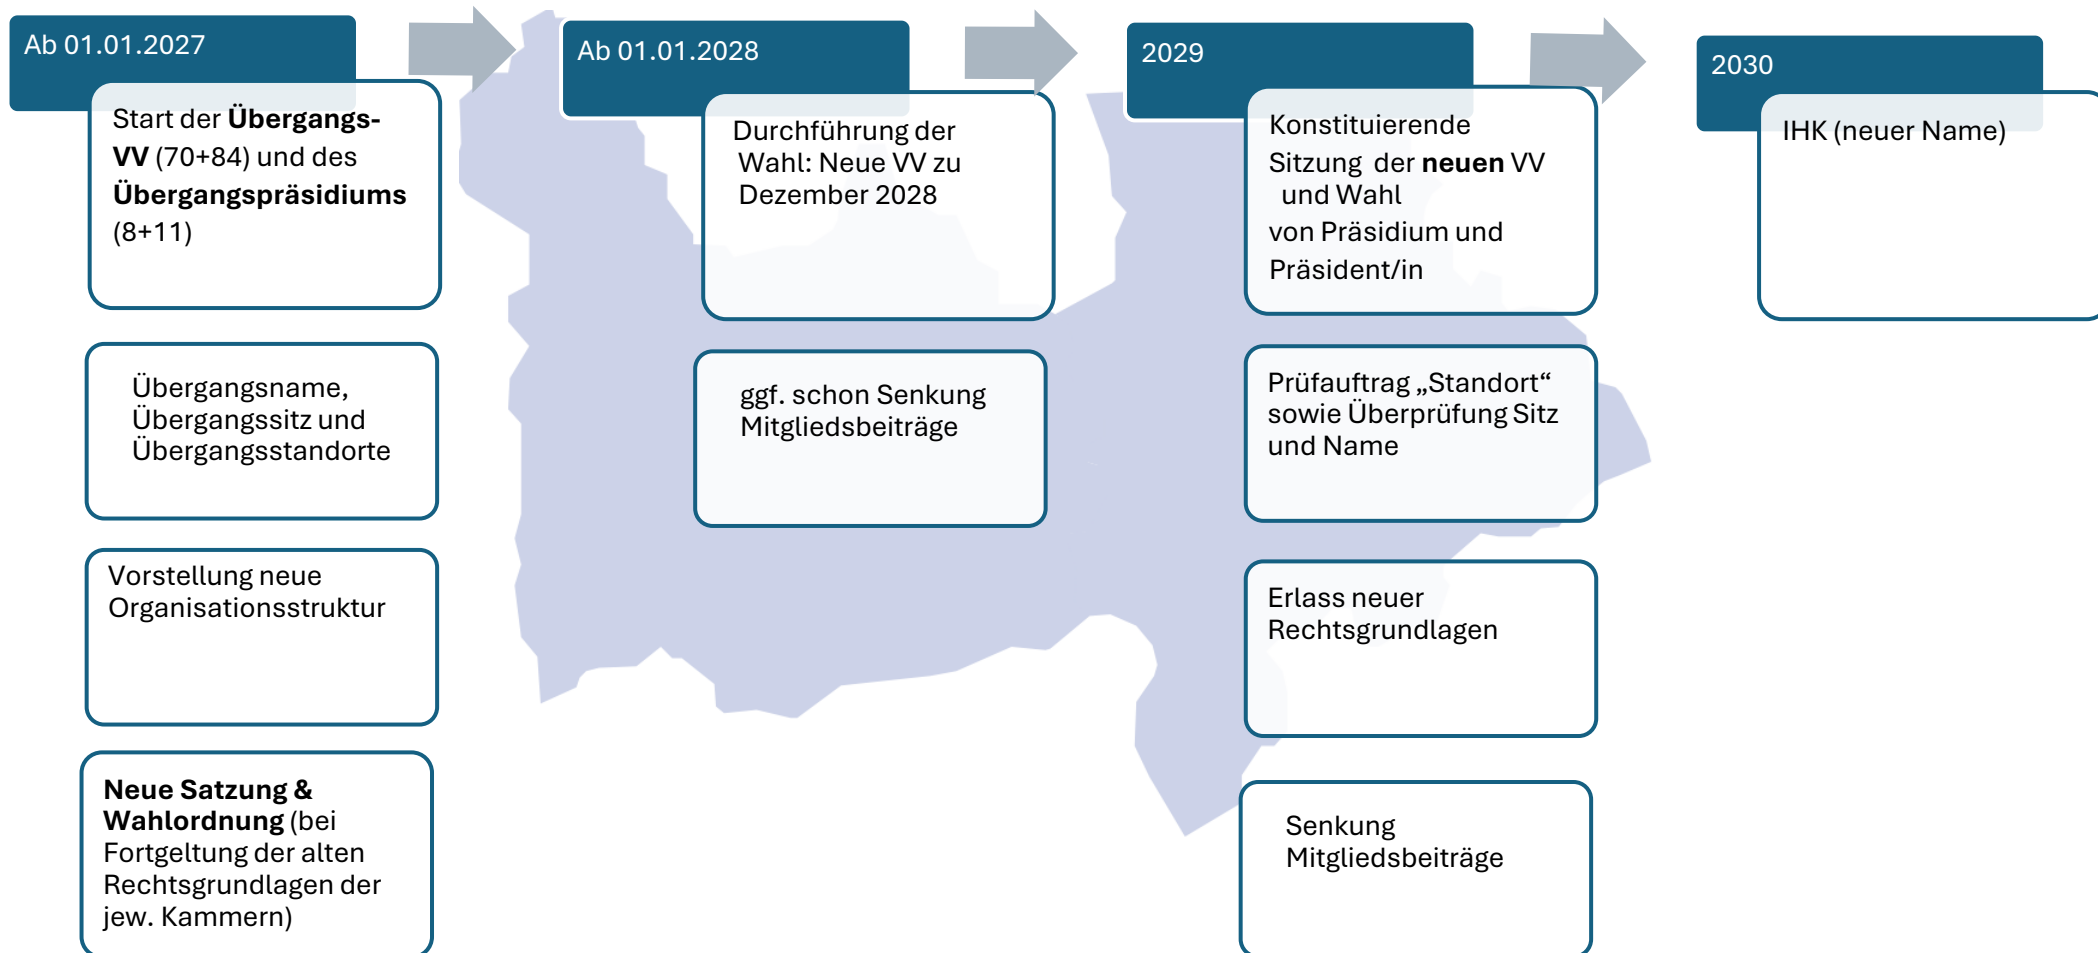 Ab 01.01.2027
Start der Übergangs-
VV (70+84) und des
Übergangspräsidiums
(8+11)
Übergangsname,
Übergangssitz und
Übergangsstandorte
Vorstellung neue
Organisationsstruktur
Neue Satzung &
Wahlordnung (bei
Fortgeltung der alten
Rechtsgrundlagen der
jew. Kammern)
Ab 01.01.2028
Durchführung der
Wahl: Neue VV zu
Dezember 2028
ggf. schon Senkung
Mitgliedsbeiträge
2029
Konstituierende
Sitzung der neuen VV
und Wahl
von Präsidium und
Präsident/in
Prüfauftrag „Standort“
sowie Überprüfung Sitz
und Name
Erlass neuer
Rechtsgrundlagen
Senkung
Mitgliedsbeiträge
2030
IHK (neuer Name)